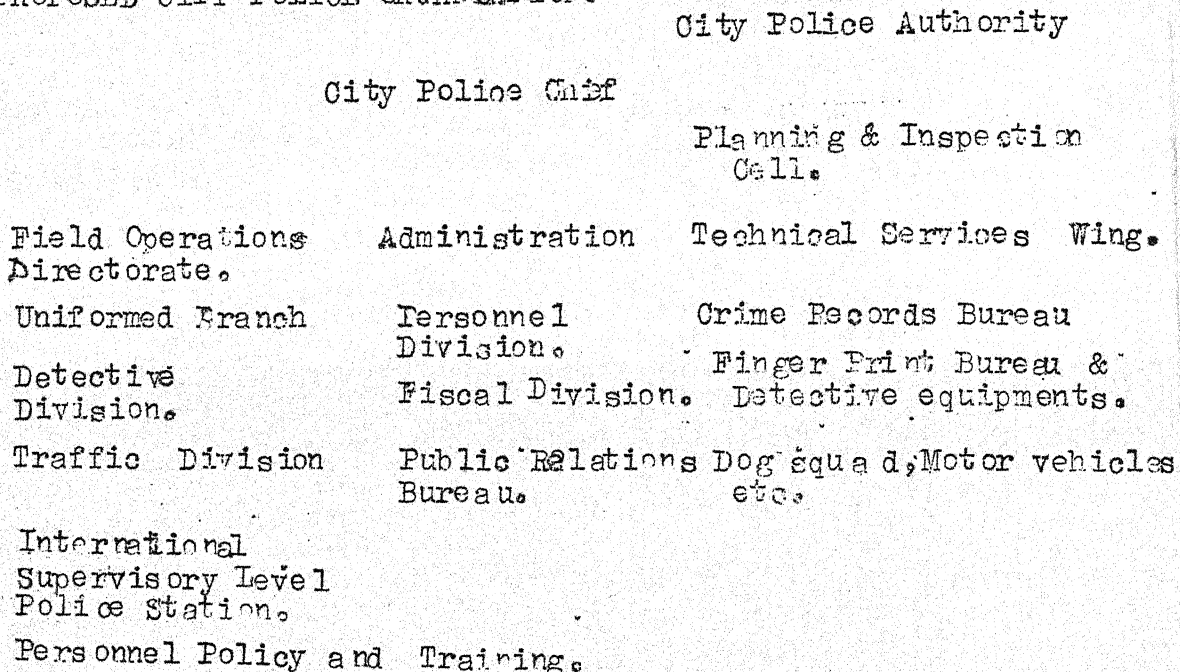 City Police Authority
City Police Chief
Planning & Inspection
Cell.
Field Operations Administration Technical Services Wing.
Directorate.
Uniformed Branch Personnel Crime Records Bureau
Division.
Detective Finger Print Bureau &
Division. Fiscal Division. Detective equipments.
Traffic Division Public Relations Dog squad,Motor vehicles
Bureau. etc.
International
Supervisory Level
Police Station.
Personnel Policy and Training.